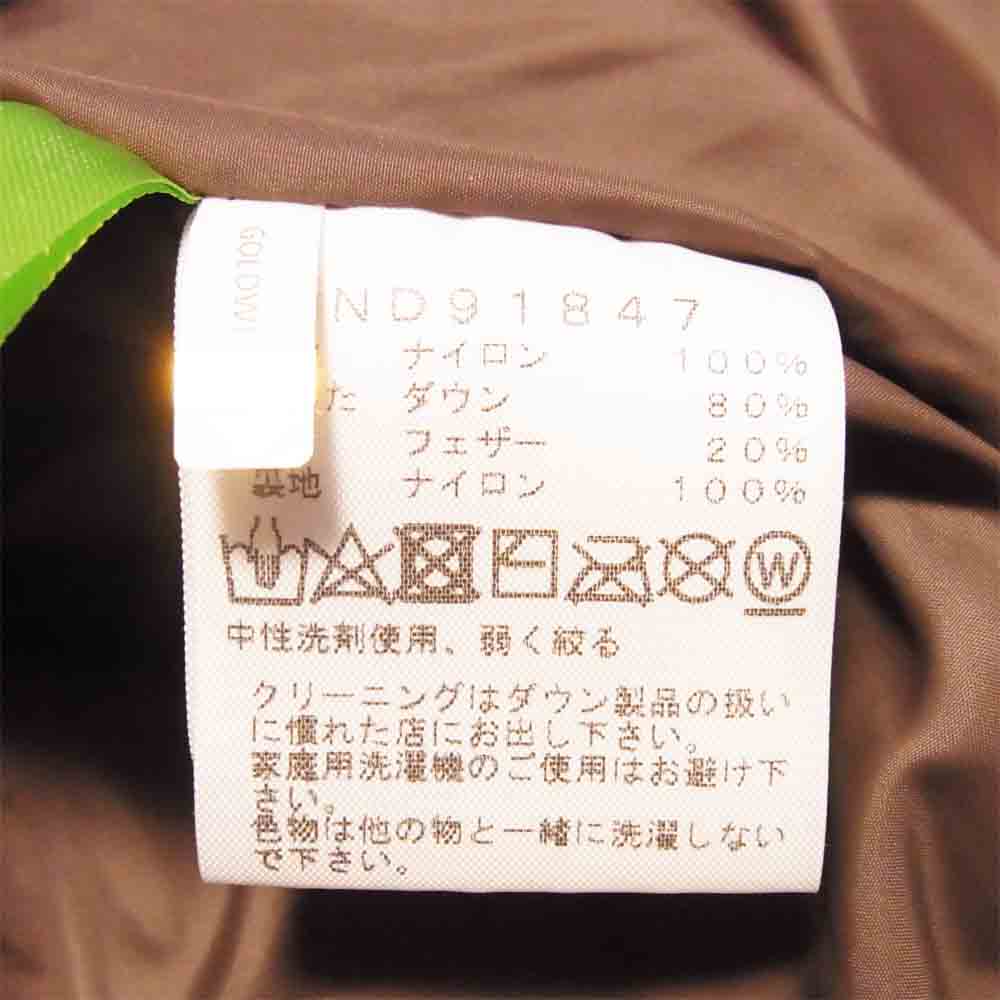 GOLDWI
ND91847
ナイロン 100%
た ダウン 80%
フェザー 20%
裏地 ナイロン 100%
W
中性洗剤使用、弱く絞る
クリーニングはダウン製品の扱い
に慣れた店にお出し下さい。
家庭用洗濯機のご使用はお避け下
さい。
色物は他の物と一緒に洗濯しない
で下さい。